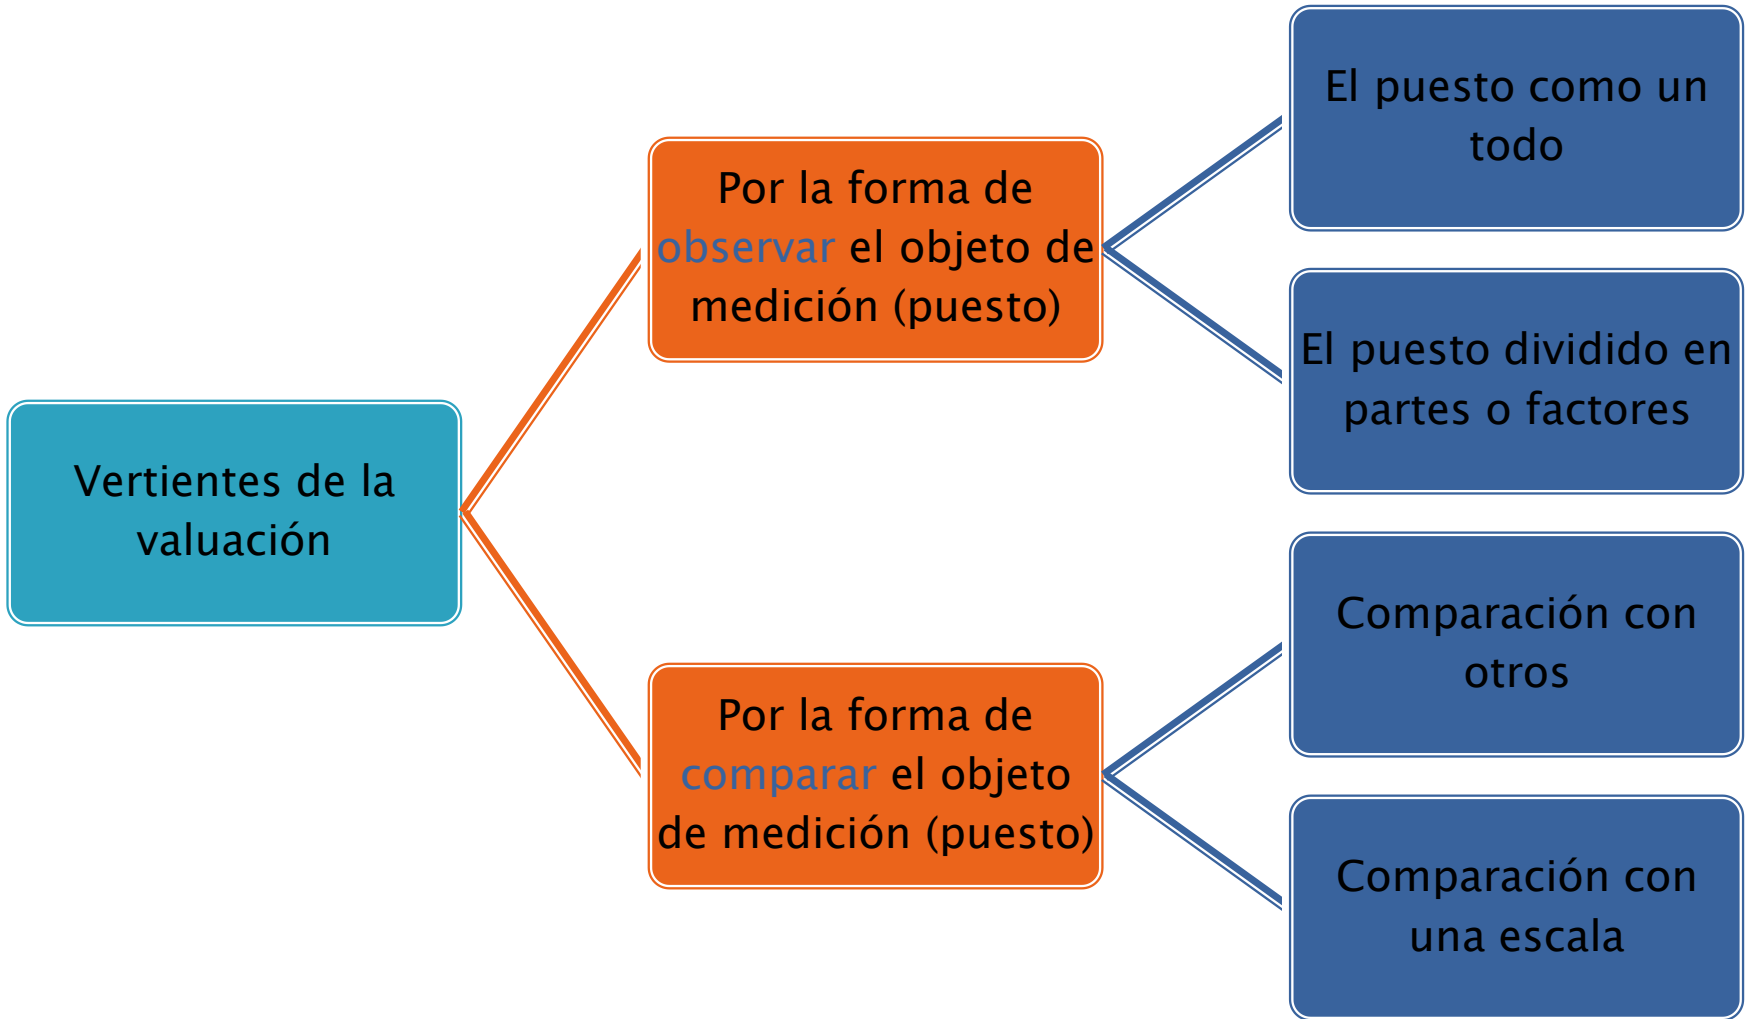 Vertientes de la
valuación
Por la forma de
observar el objeto de
medición (puesto)
El puesto como un
todo
El puesto dividido en
partes o factores
Por la forma de
comparar el objeto
de medición (puesto)
Comparación con
otros
Comparación con
una escala